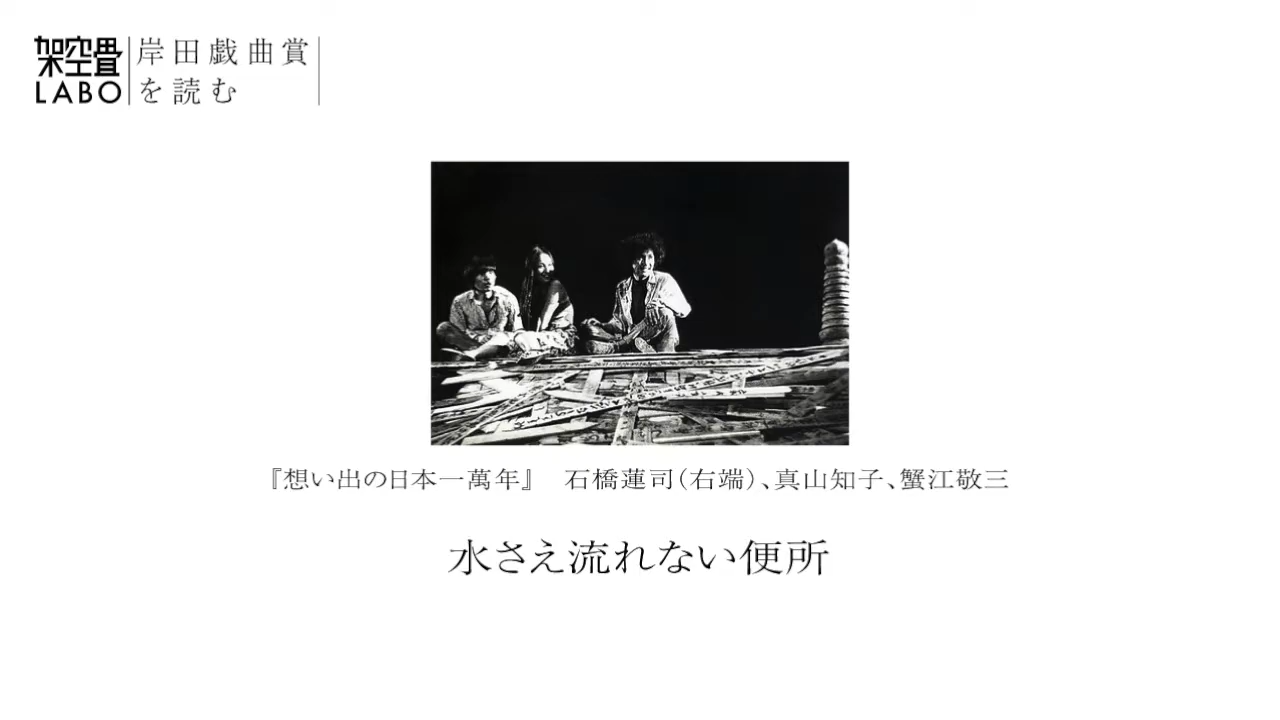 架空畳
LABO
岸田戯曲賞
を読む
『想い出の日本一萬年』 石橋蓮司（右端）、真山知子、蟹江敬三
水さえ流れない便所